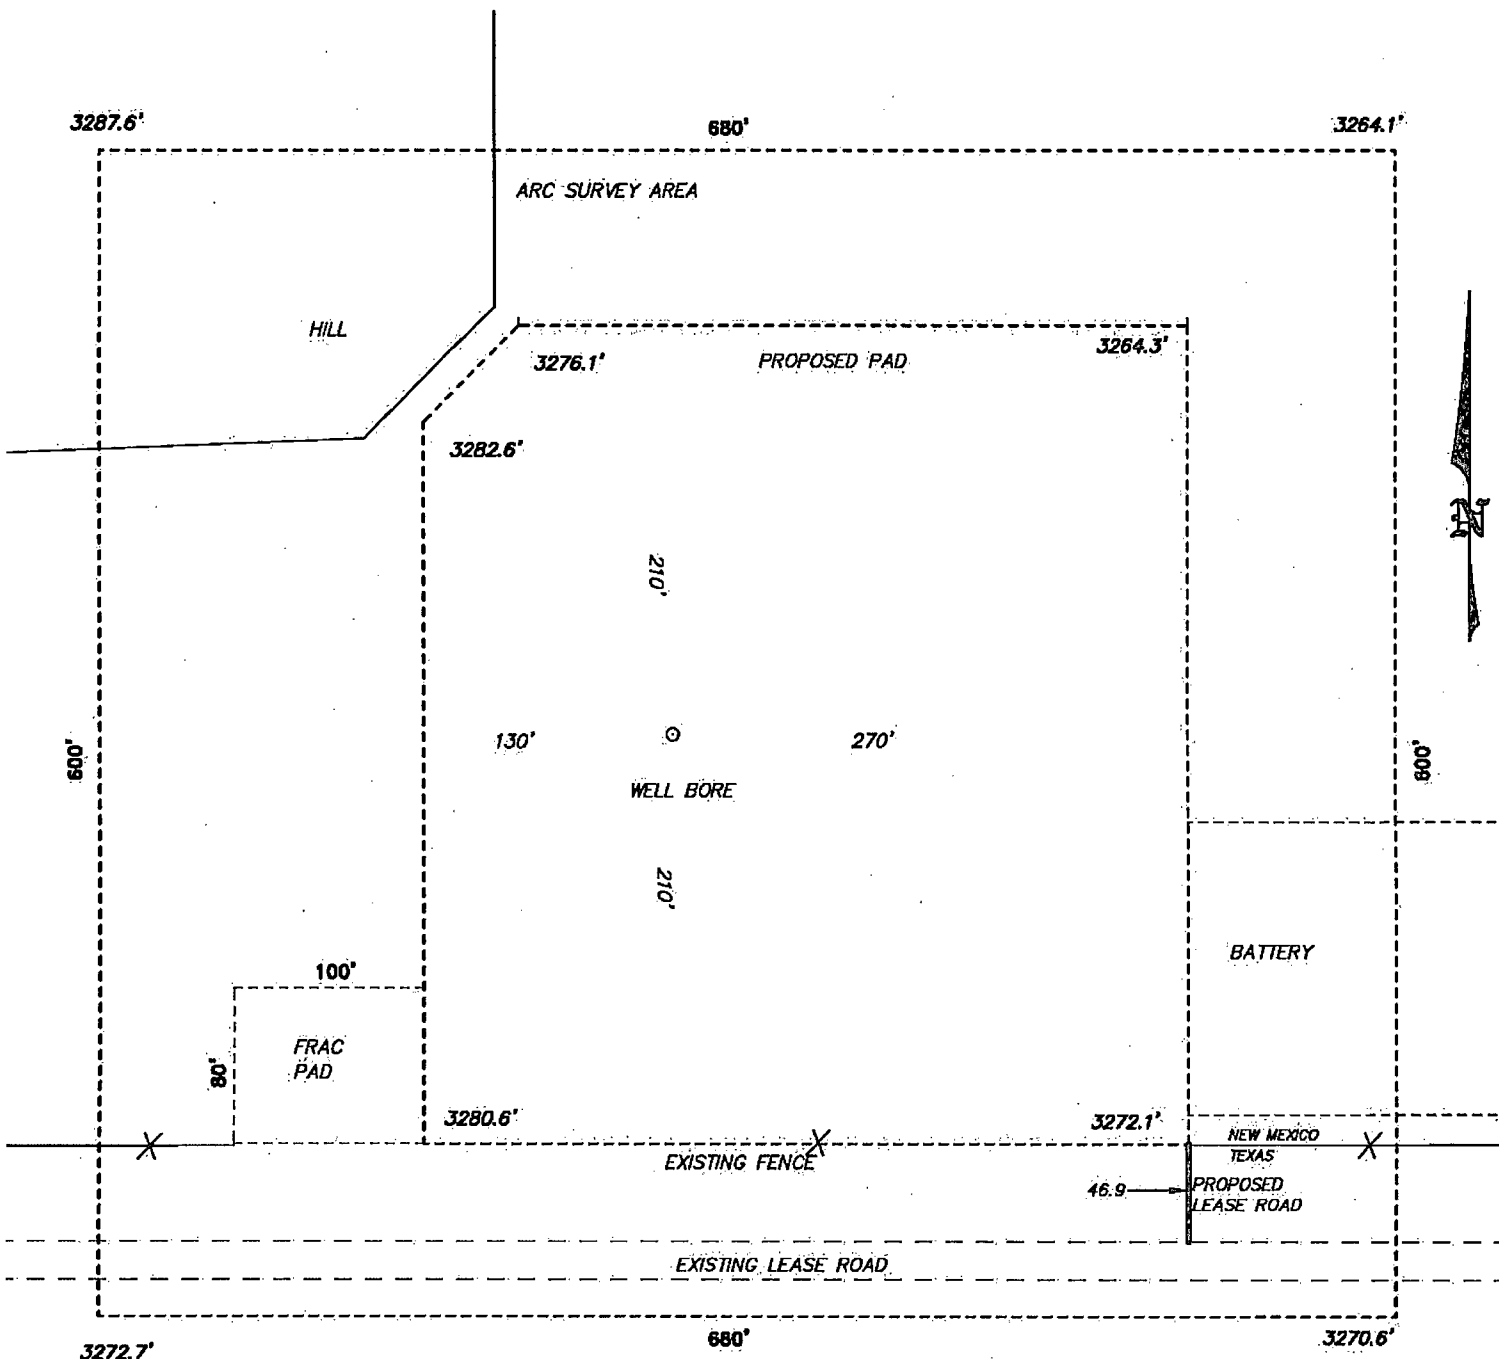 3287.6'
680'
3264.1'
ARC SURVEY AREA
HILL
3276.1'
PROPOSED PAD
3264.3'
3282.6'
N
210'
600'
130'
270'
600'
WELL BORE
210'
BATTERY
100'
FRAC
PAD
80'
3280.6'
3272.1'
NEW MEXICO
TEXAS
EXISTING FENCE
46.9
PROPOSED
LEASE ROAD
EXISTING LEASE ROAD
3272.7'
680'
3270.6'